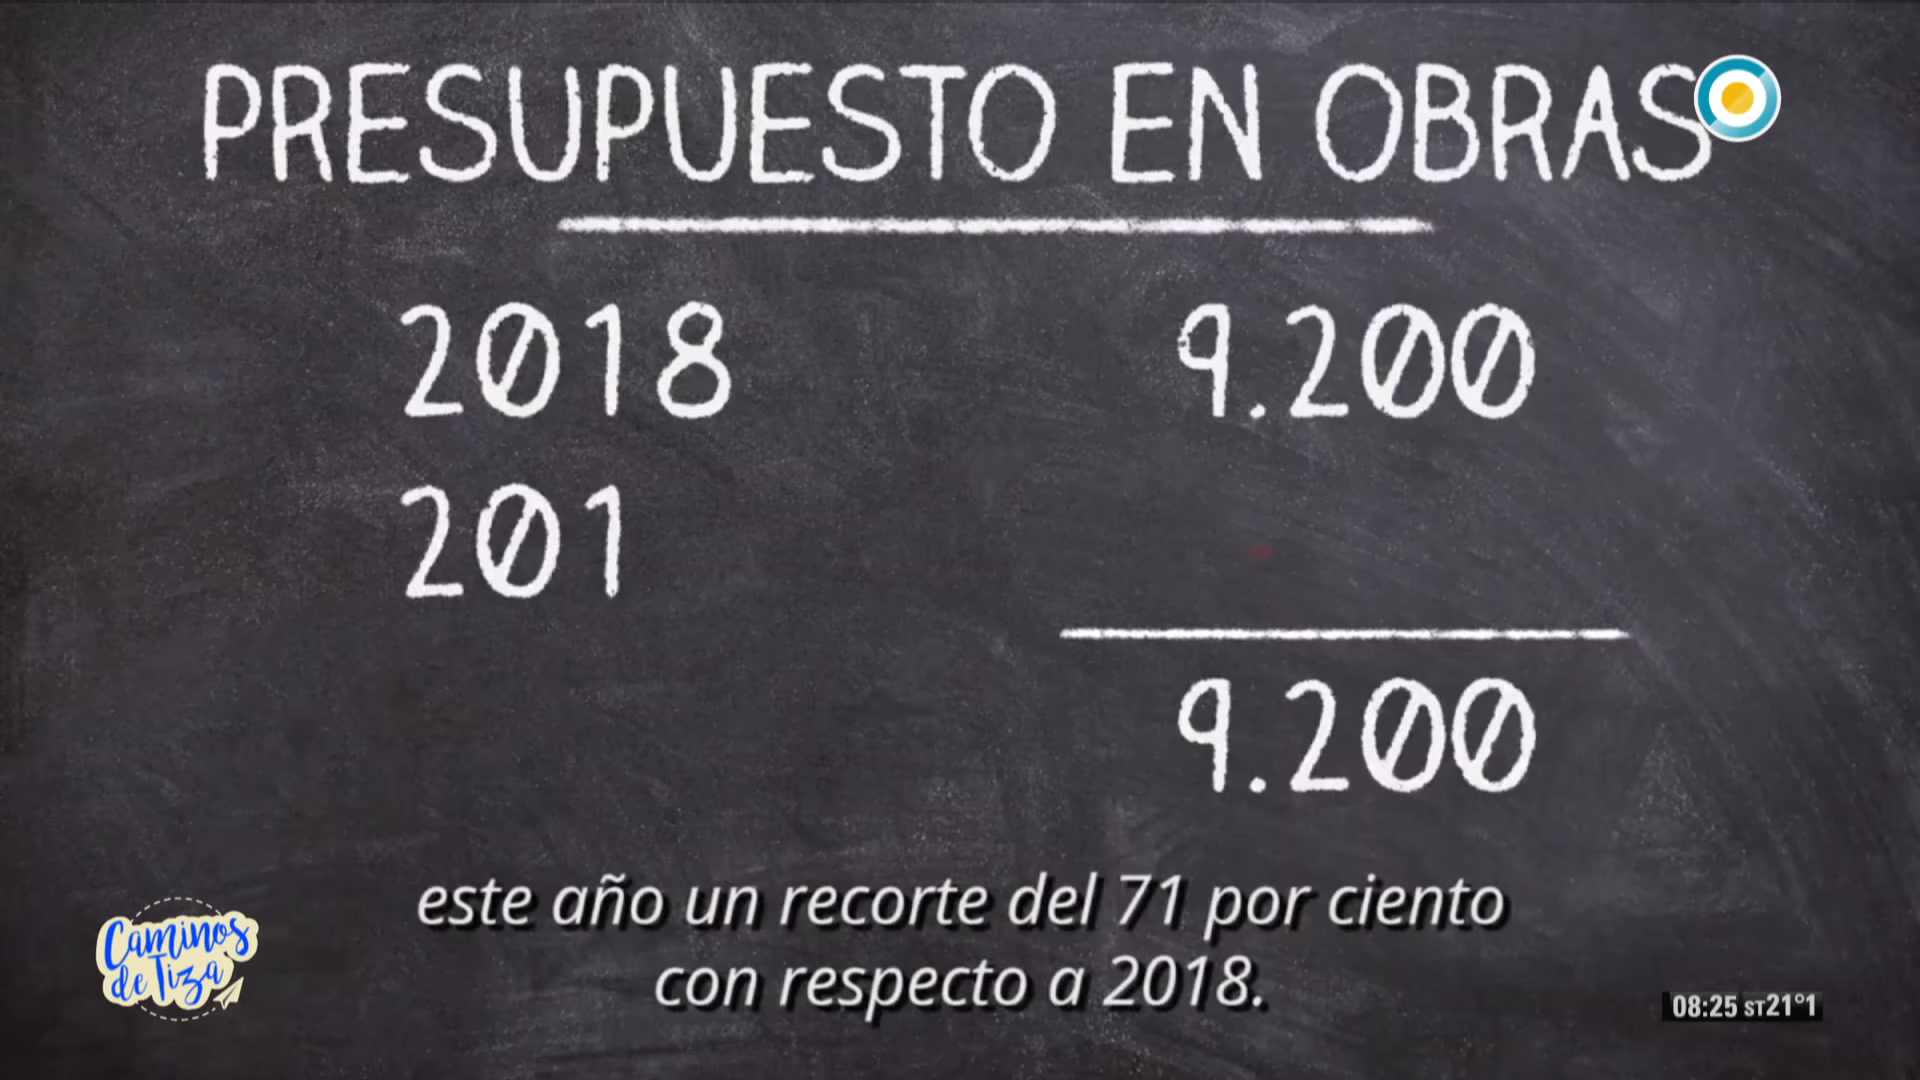 PRESUPUESTO EN OBRAS
2018 9.200
201
9.200
este año un recorte del 71 por ciento
con respecto a 2018.
Caminos
de Tiza
08:25 ST21°1